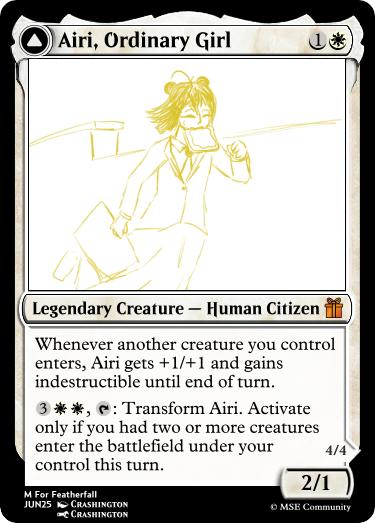 Airi, Ordinary Girl 1
Legendary Creature — Human Citizen
Whenever another creature you control
enters, Airi gets +1/+1 and gains
indestructible until end of turn.
3, : Transform Airi. Activate
only if you had two or more creatures
enter the battlefield under your
control this turn.
4/4
2/1
M For Featherfall
JUN25 Crashington
Crashington
© MSE Community